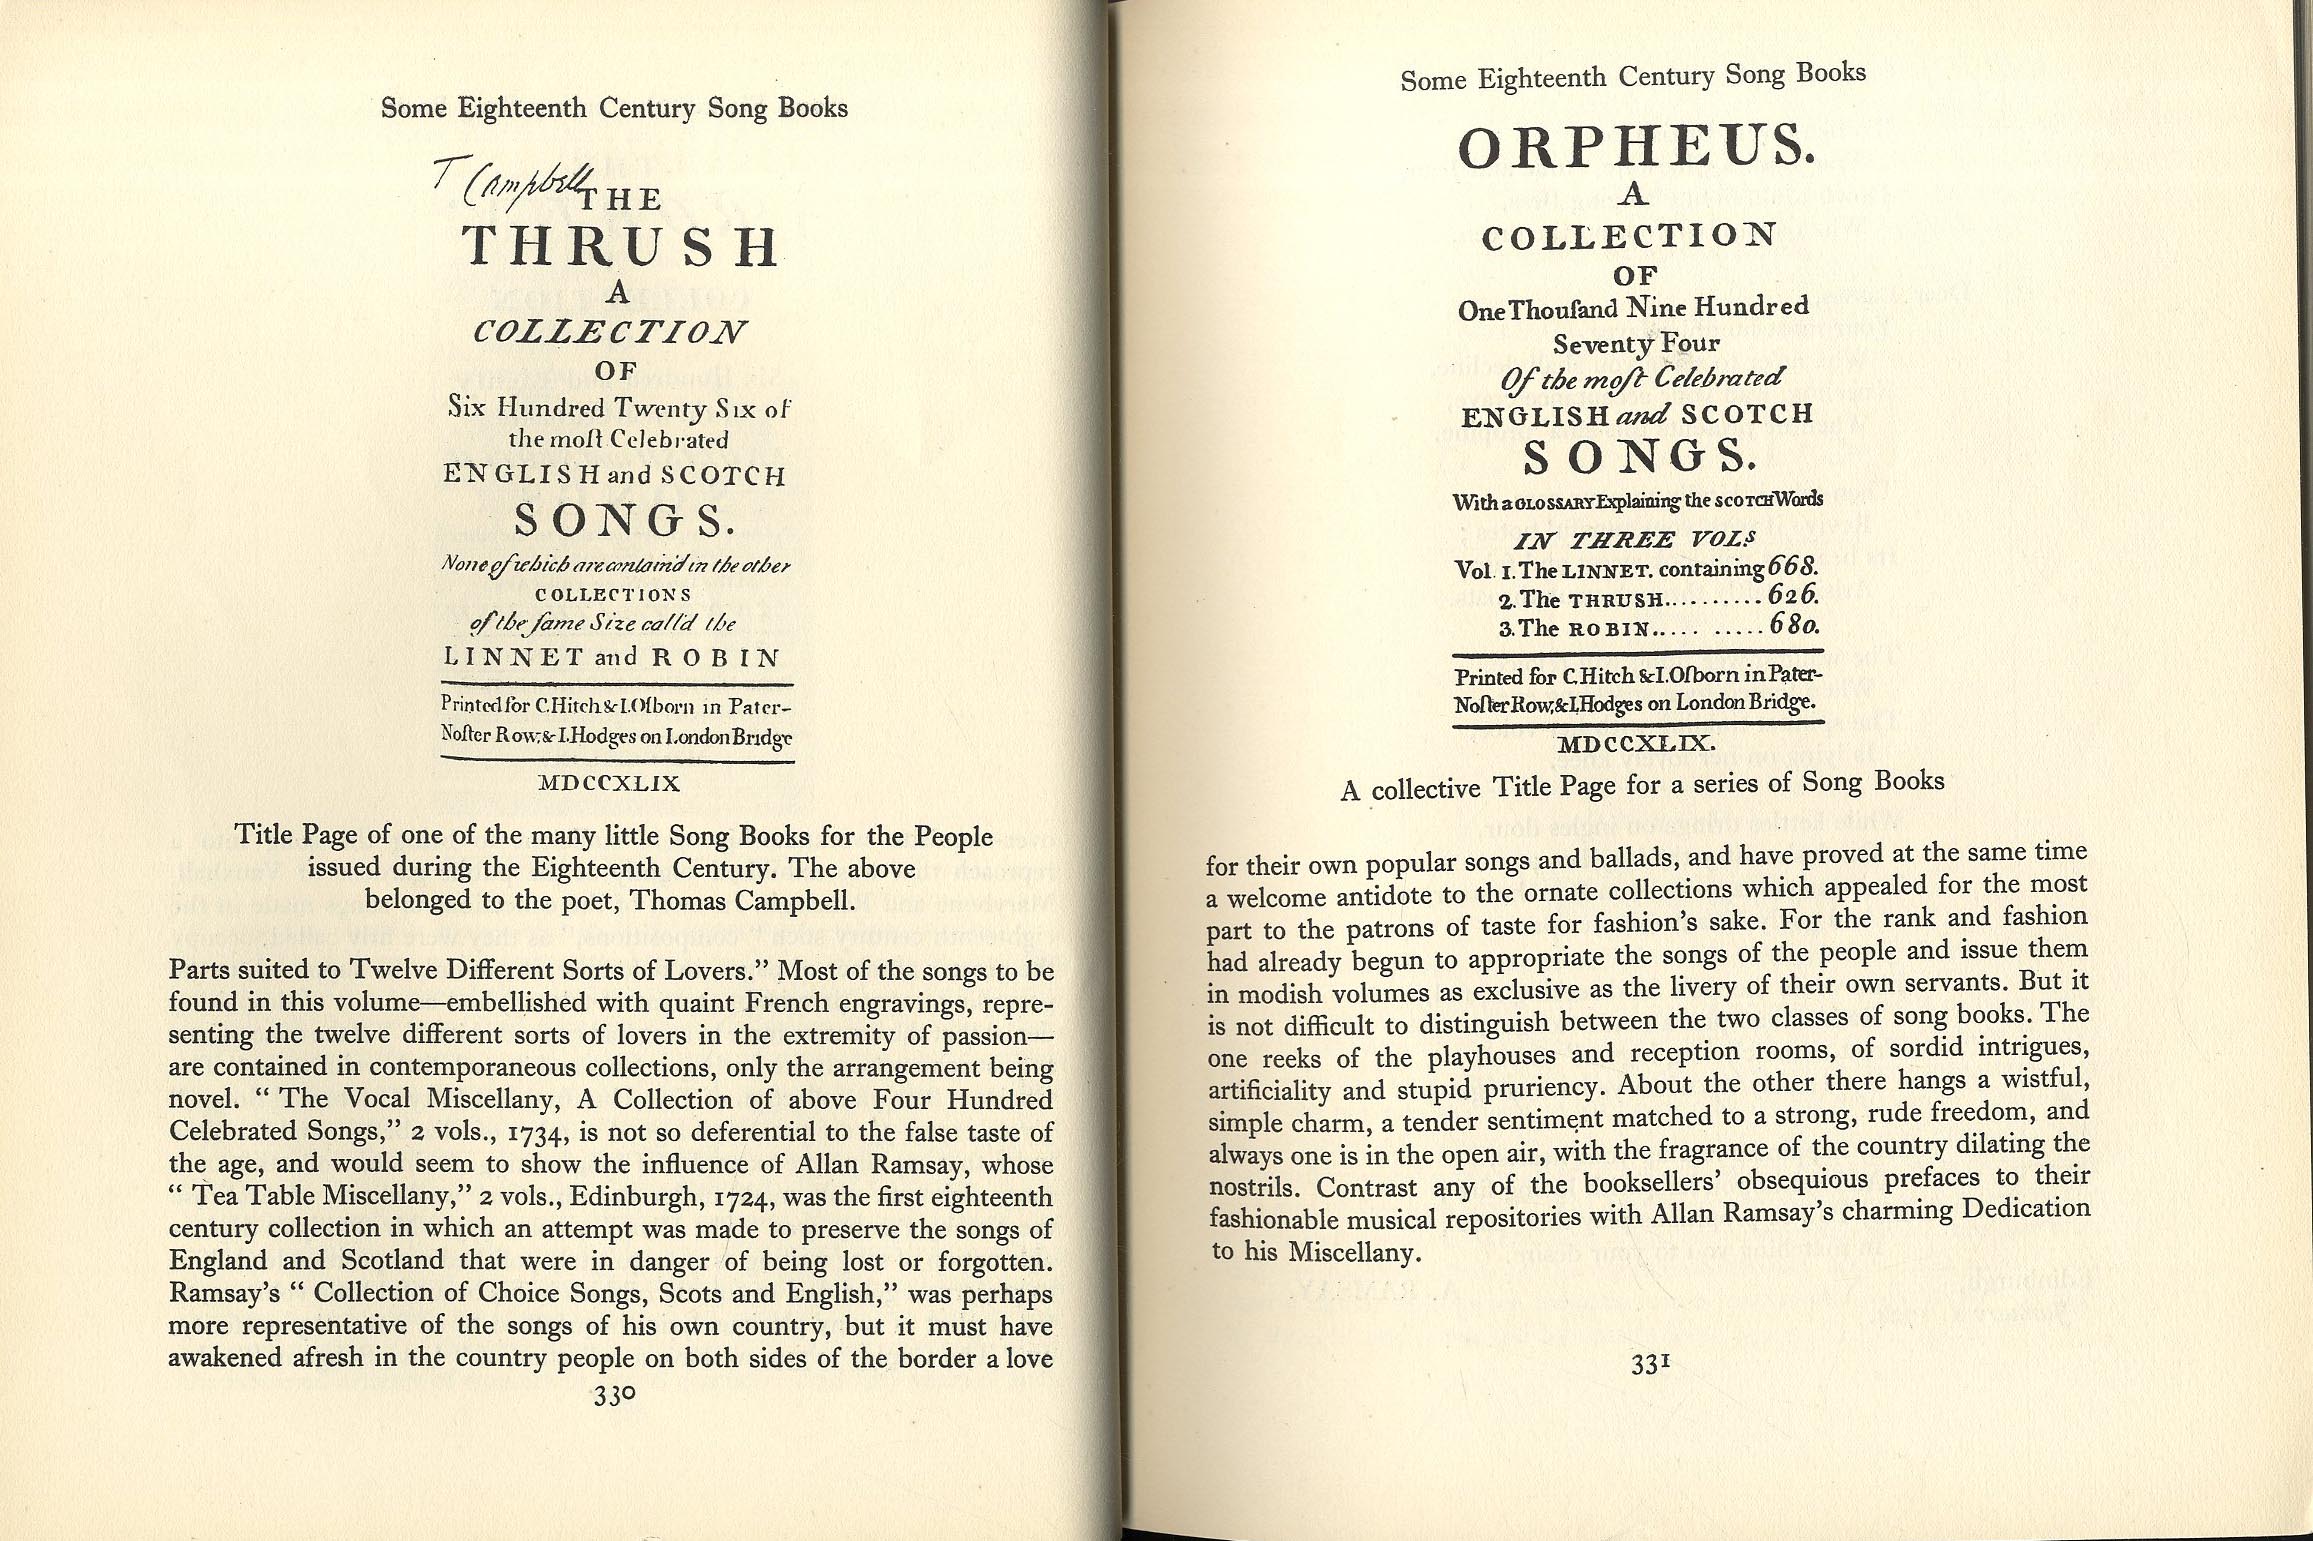 Some Eighteenth Century Song Books
T Campbell
THE
THRUSH
A
COLLECTION
OF
Six Hundred Twenty Six of
the moſt Celebrated
ENGLISH and SCOTCH
SONGS.
None of which are contain'd in the other
COLLECTIONS
of the ſame Size call'd the
LINNET and ROBIN
Printed for C. Hitch & I. Oſborn in Pater-
Noſter Row; & I. Hodges on London Bridge
MDCCXLIX
Title Page of one of the many little Song Books for the People
issued during the Eighteenth Century. The above
belonged to the poet, Thomas Campbell.
Parts suited to Twelve Different Sorts of Lovers.” Most of the songs to be
found in this volume—embellished with quaint French engravings, repre-
senting the twelve different sorts of lovers in the extremity of passion—
are contained in contemporaneous collections, only the arrangement being
novel. “ The Vocal Miscellany, A Collection of above Four Hundred
Celebrated Songs,” 2 vols., 1734, is not so deferential to the false taste of
the age, and would seem to show the influence of Allan Ramsay, whose
“ Tea Table Miscellany,” 2 vols., Edinburgh, 1724, was the first eighteenth
century collection in which an attempt was made to preserve the songs of
England and Scotland that were in danger of being lost or forgotten.
Ramsay’s “ Collection of Choice Songs, Scots and English,” was perhaps
more representative of the songs of his own country, but it must have
awakened afresh in the country people on both sides of the border a love
330
Some Eighteenth Century Song Books
ORPHEUS.
A
COLLECTION
OF
One Thouſand Nine Hundred
Seventy Four
Of the moſt Celebrated
ENGLISH and SCOTCH
SONGS.
With a GLOSSARY Explaining the SCOTCH Words
IN THREE VOLS
Vol. 1. The LINNET. containing 668.
2. The THRUSH.......... 626.
3. The ROBIN..... ..... 680.
Printed for C. Hitch & I. Oſborn in Pater-
Noſter Row; & I. Hodges on London Bridge.
MDCCXLIX.
A collective Title Page for a series of Song Books
for their own popular songs and ballads, and have proved at the same time
a welcome antidote to the ornate collections which appealed for the most
part to the patrons of taste for fashion’s sake. For the rank and fashion
had already begun to appropriate the songs of the people and issue them
in modish volumes as exclusive as the livery of their own servants. But it
is not difficult to distinguish between the two classes of song books. The
one reeks of the playhouses and reception rooms, of sordid intrigues,
artificiality and stupid pruriency. About the other there hangs a wistful,
simple charm, a tender sentiment matched to a strong, rude freedom, and
always one is in the open air, with the fragrance of the country dilating the
nostrils. Contrast any of the booksellers’ obsequious prefaces to their
fashionable musical repositories with Allan Ramsay’s charming Dedication
to his Miscellany.
331